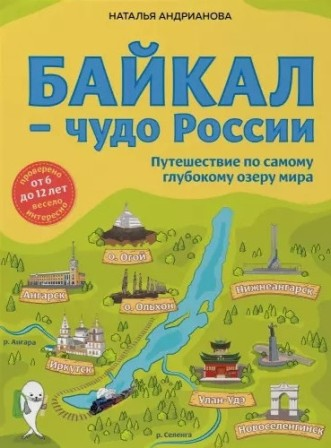 НАТАЛЬЯ АНДРИАНОВА
БАЙКАЛ
– чудо России
Путешествие по самому
глубокому озеру мира
проверено
от 6
до 12 лет
весело
интересно
о. Огой
Ангарск
о. Ольхон
Нижнеангарск
р. Ангара
Иркутск
Улан-Удэ
Новоселенгинск
р. Селенга